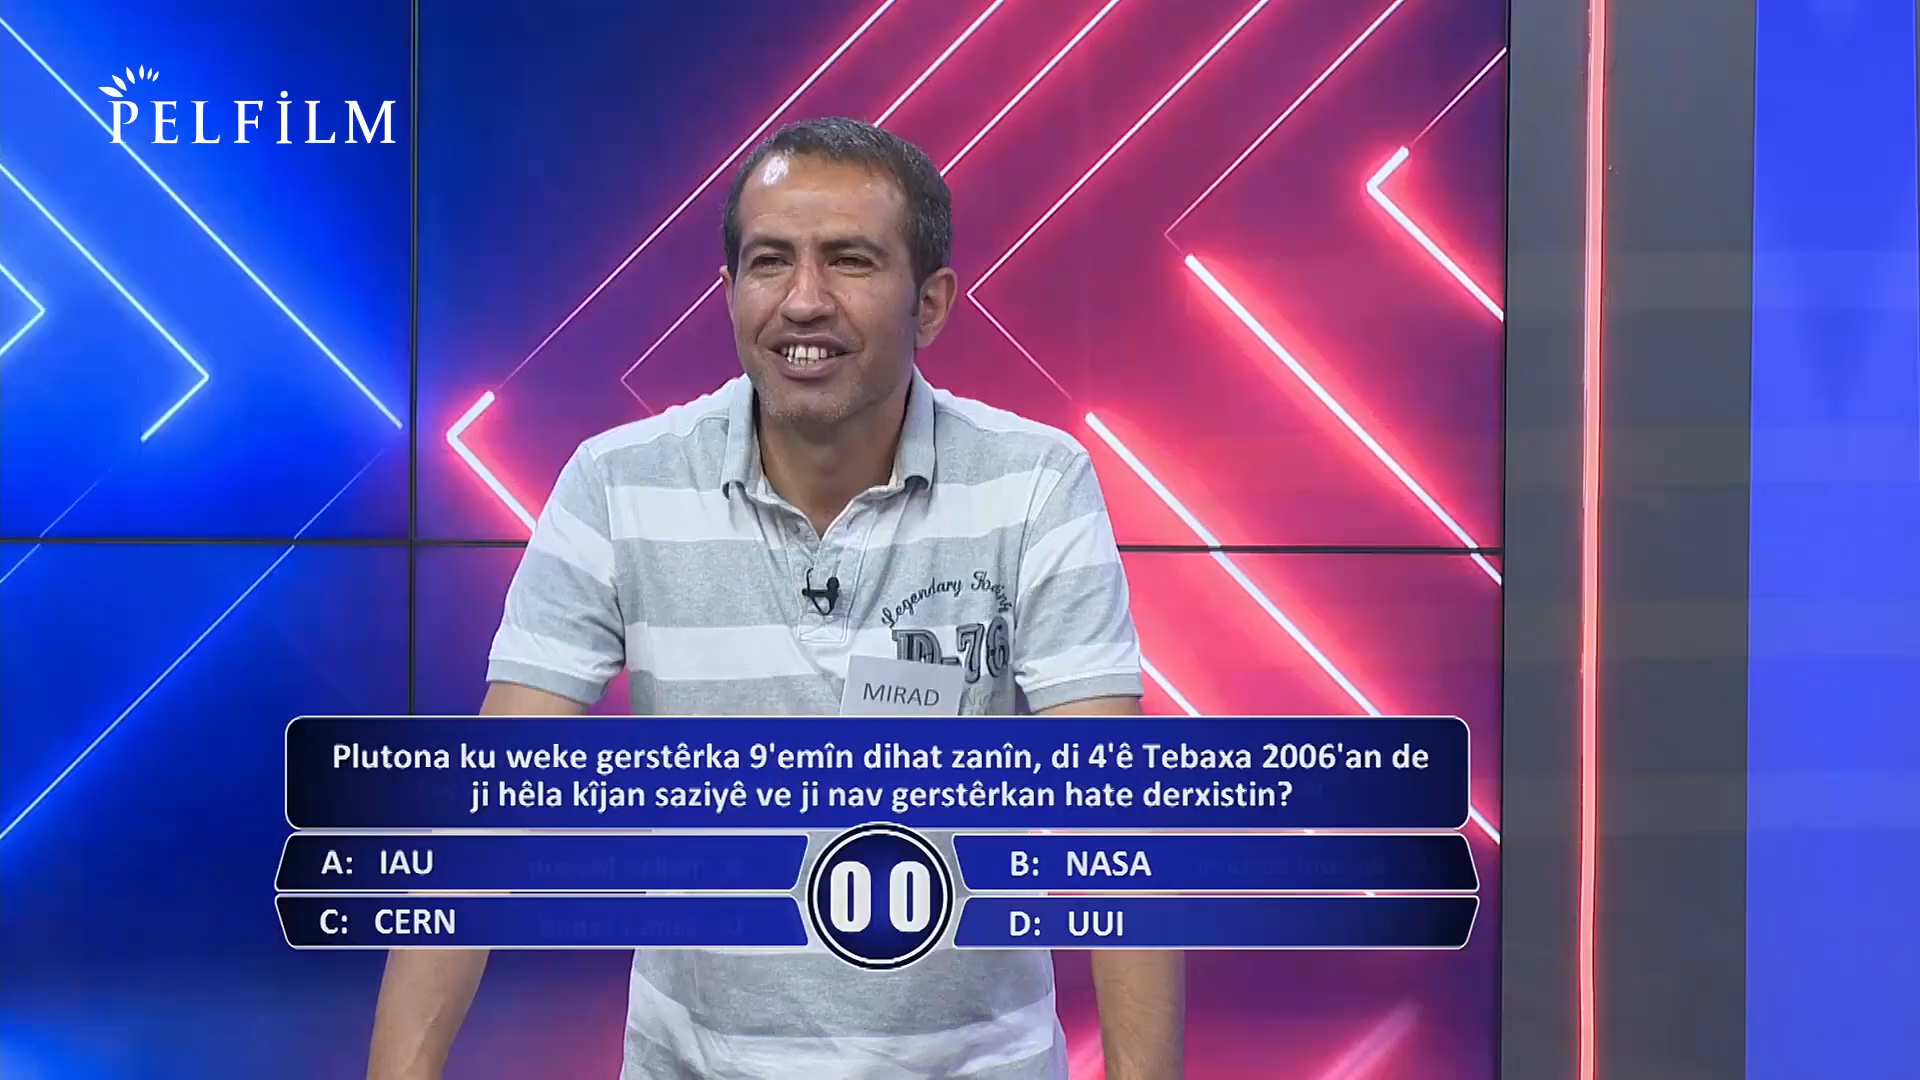 PELFİLM
Legendary
D-76
MIRAD
Plutona ku weke gerstêrka 9'emîn dihat zanîn, di 4'ê Tebaxa 2006'an de
ji hêla kîjan saziyê ve ji nav gerstêrkan hate derxistin?
A: IAU
B: NASA
00
C: CERN
D: UUI